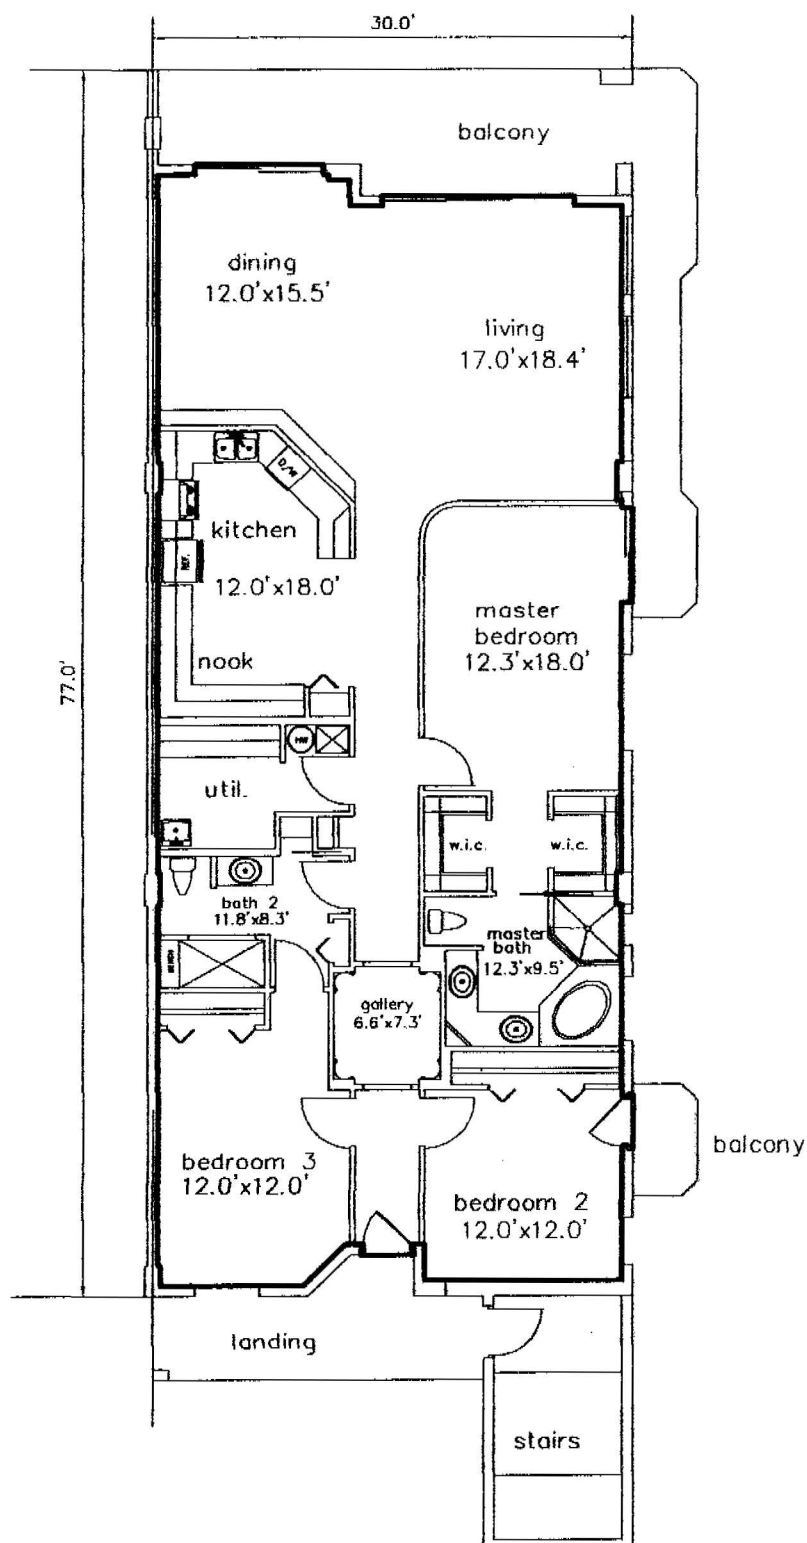 30.0'
balcony
dining
12.0'x15.5'
living
17.0'x18.4'
D/W
kitchen
REF.
12.0'x18.0'
master
bedroom
12.3'x18.0'
nook
77.0'
HW
util.
w.i.c.
w.i.c.
bath 2
11.8'x8.3'
master
bath
12.3'x9.5'
BENCH
gallery
6.6'x7.3'
balcony
bedroom 3
12.0'x12.0'
bedroom 2
12.0'x12.0'
landing
stairs